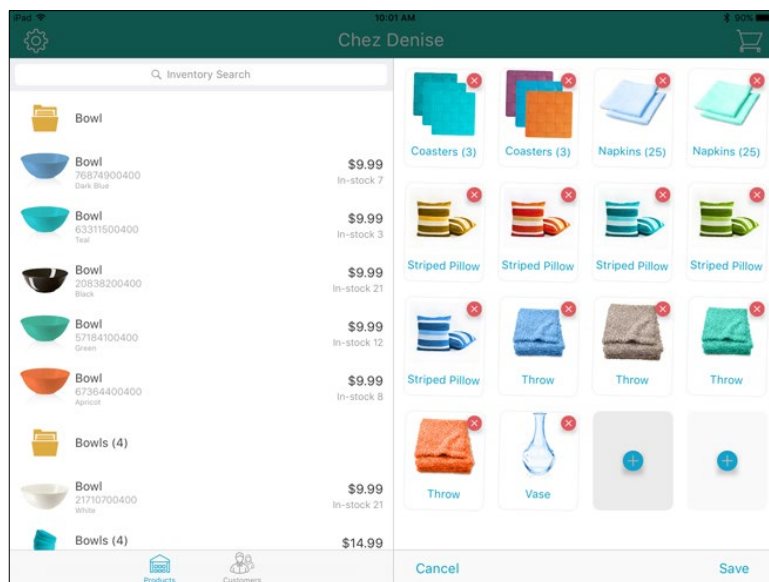 iPad
10:01 AM
90%
Chez Denise
Inventory Search
Bowl
Bowl
76874900400
Dark Blue
$9.99
In-stock 7
Bowl
63311500400
Teal
$9.99
In-stock 3
Bowl
20838200400
Black
$9.99
In-stock 21
Bowl
57184100400
Green
$9.99
In-stock 12
Bowl
67364400400
Apricot
$9.99
In-stock 8
Bowls (4)
Bowl
21710700400
White
$9.99
In-stock 21
Bowls (4)
$14.99
Products
Customers
Coasters (3)
Coasters (3)
Napkins (25)
Napkins (25)
Striped Pillow
Striped Pillow
Striped Pillow
Striped Pillow
Striped Pillow
Throw
Throw
Throw
Throw
Vase
Cancel
Save